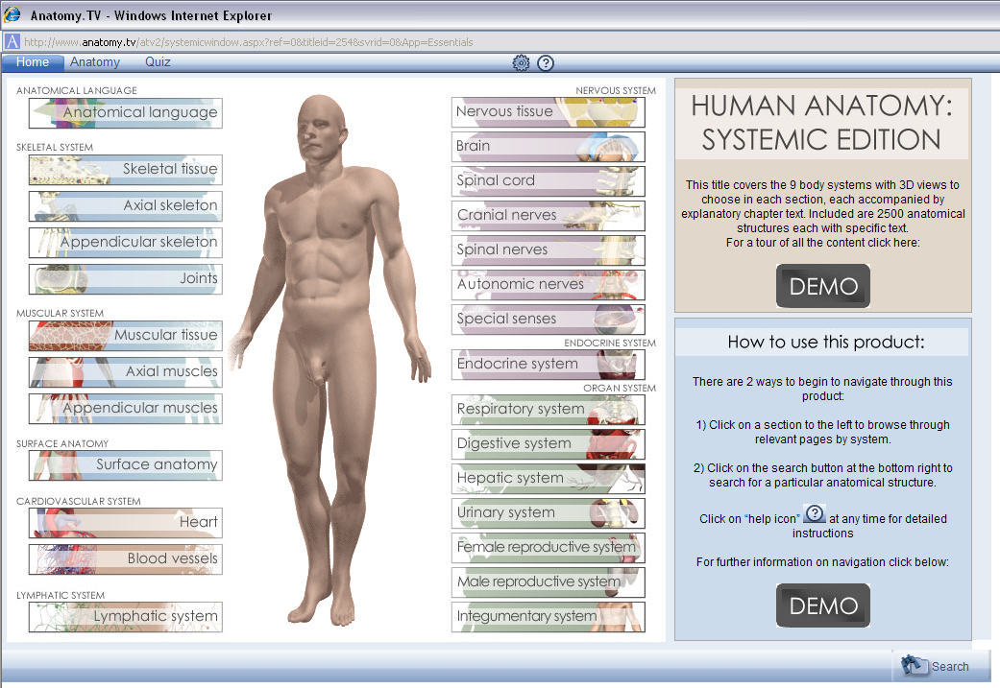 Anatomy.TV - Windows Internet Explorer
http://www.anatomy.tv/atv2/systemicwindow.aspx?ref=0&titleid=254&svrid=0&App=Essentials
Home Anatomy Quiz
ANATOMICAL LANGUAGE
Anatomical language
SKELETAL SYSTEM
Skeletal tissue
Axial skeleton
Appendicular skeleton
Joints
MUSCULAR SYSTEM
Muscular tissue
Axial muscles
Appendicular muscles
SURFACE ANATOMY
Surface anatomy
CARDIOVASCULAR SYSTEM
Heart
Blood vessels
LYMPHATIC SYSTEM
Lymphatic system
NERVOUS SYSTEM
Nervous tissue
Brain
Spinal cord
Cranial nerves
Spinal nerves
Autonomic nerves
Special senses
ENDOCRINE SYSTEM
Endocrine system
ORGAN SYSTEM
Respiratory system
Digestive system
Hepatic system
Urinary system
Female reproductive system
Male reproductive system
Integumentary system
HUMAN ANATOMY:
SYSTEMIC EDITION
This title covers the 9 body systems with 3D views to
choose in each section, each accompanied by
explanatory chapter text. Included are 2500 anatomical
structures each with specific text.
For a tour of all the content click here:
DEMO
How to use this product:
There are 2 ways to begin to navigate through this
product:
1) Click on a section to the left to browse through
relevant pages by system.
2) Click on the search button at the bottom right to
search for a particular anatomical structure.
Click on "help icon" ? at any time for detailed
instructions
For further information on navigation click below:
DEMO
Search